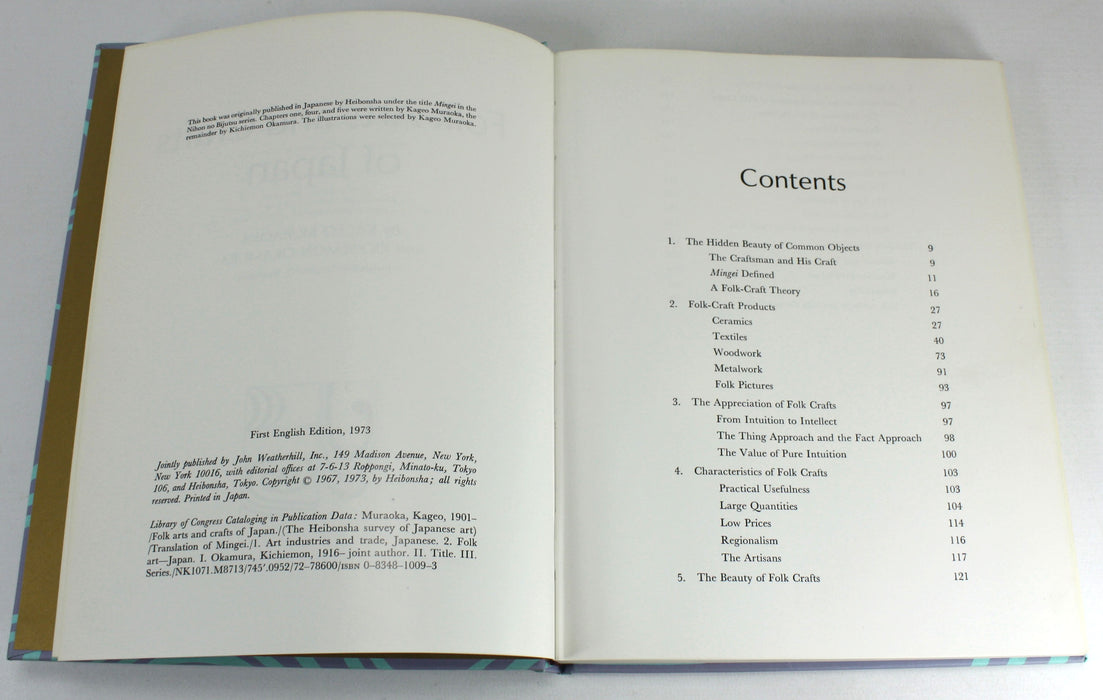 This book was originally published in Japanese by Heibonsha under the title Mingei in the
Nihon no Bijutsu series. Chapters one, four, and five were written by Kageo Muraoka, the
remainder by Kichiemon Okamura. The illustrations were selected by Kageo Muraoka.
First English Edition, 1973
Jointly published by John Weatherhill, Inc., 149 Madison Avenue, New York,
New York 10016, with editorial offices at 7-6-13 Roppongi, Minato-ku, Tokyo
106, and Heibonsha, Tokyo. Copyright © 1967, 1973, by Heibonsha; all rights
reserved. Printed in Japan.
Library of Congress Cataloging in Publication Data: Muraoka, Kageo, 1901–
/Folk arts and crafts of Japan./(The Heibonsha survey of Japanese art)
/Translation of Mingei./1. Art industries and trade, Japanese. 2. Folk
art—Japan. I. Okamura, Kichiemon, 1916– joint author. II. Title. III.
Series./NK1071.M8713/745'.0952/72–78600/ISBN 0–8348–1009–3
Contents
1. The Hidden Beauty of Common Objects 9
The Craftsman and His Craft 9
Mingei Defined 11
A Folk-Craft Theory 16
2. Folk-Craft Products 27
Ceramics 27
Textiles 40
Woodwork 73
Metalwork 91
Folk Pictures 93
3. The Appreciation of Folk Crafts 97
From Intuition to Intellect 97
The Thing Approach and the Fact Approach 98
The Value of Pure Intuition 100
4. Characteristics of Folk Crafts 103
Practical Usefulness 103
Large Quantities 104
Low Prices 114
Regionalism 116
The Artisans 117
5. The Beauty of Folk Crafts 121